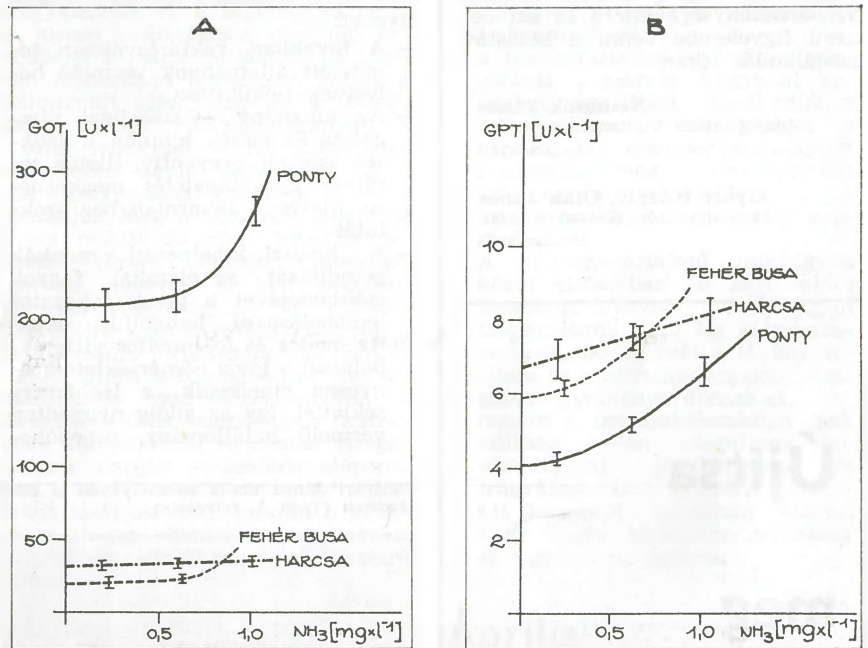 A
GOT [U×l⁻¹]
300
200
100
50
PONTY
FEHÉR BUSA
HARCSA
0,5
1,0
NH₃[mg×l⁻¹]
B
GPT [U×l⁻¹]
10
8
6
4
2
FEHÉR BUSA
HARCSA
PONTY
0,5
1,0
NH₃[mg×l⁻¹]